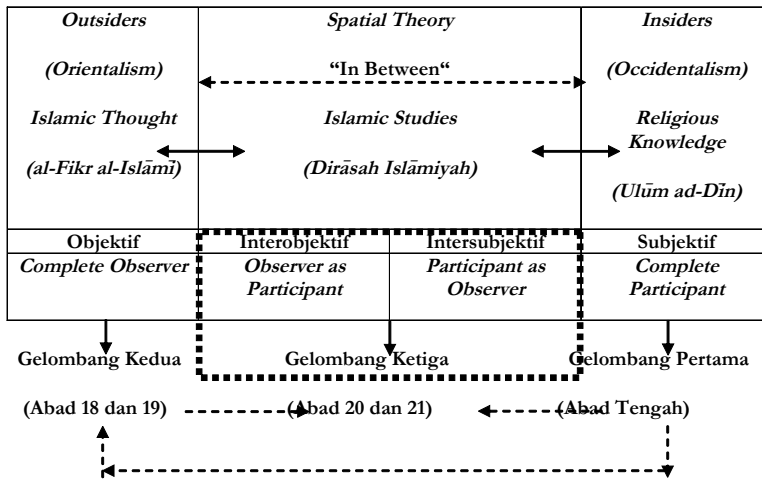 Outsiders
Spatial Theory
Insiders
(Orientalism)
“In Between“
(Occidentalism)
Islamic Thought
Islamic Studies
Religious
Knowledge
(al-Fikr al-Islāmī)
(Dirāsah Islāmiyah)
(Ulūm ad-Dīn)
Objektif
Interobjektif
Intersubjektif
Subjektif
Complete Observer
Observer as
Participant
Participant as
Observer
Complete
Participant
Gelombang Kedua
Gelombang Ketiga
Gelombang Pertama
(Abad 18 dan 19)
(Abad 20 dan 21)
(Abad Tengah)